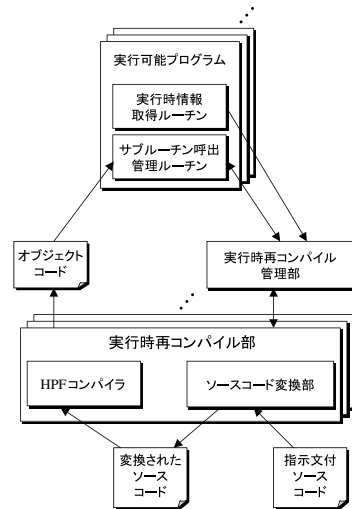 実行可能プログラム
実行時情報
取得ルーチン
サブルーチン呼出
管理ルーチン
オブジェクト
コード
実行時再コンパイル
管理部
実行時再コンパイル部
HPFコンパイラ
ソースコード変換部
変換された
ソース
コード
指示文付
ソース
コード